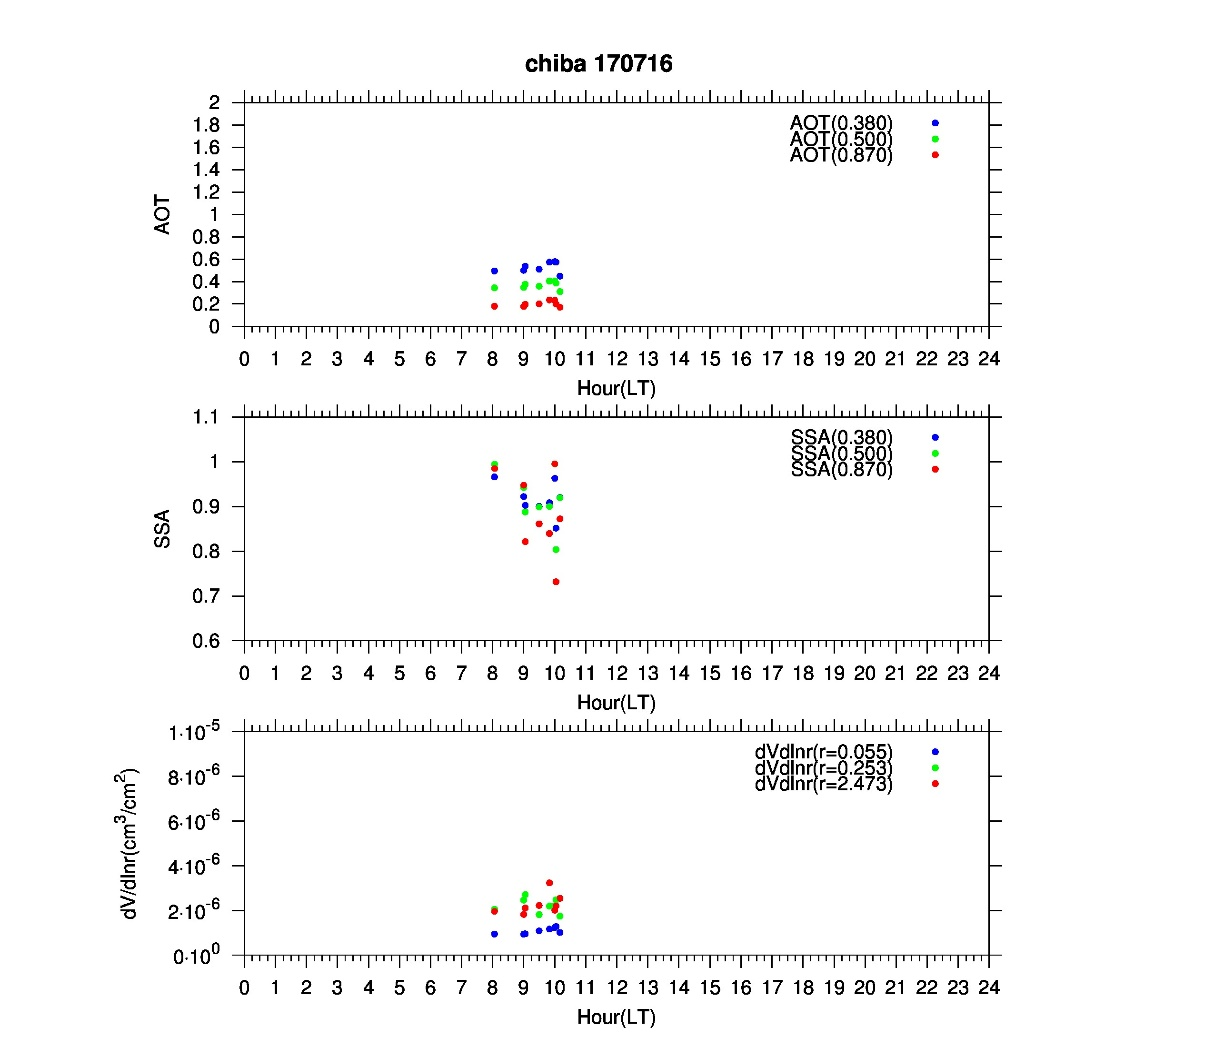 chiba 170716
2
1.8
1.6
1.4
1.2
1
0.8
0.6
0.4
0.2
0
AOT
AOT(0.380)
AOT(0.500)
AOT(0.870)
0 1 2 3 4 5 6 7 8 9 10 11 12 13 14 15 16 17 18 19 20 21 22 23 24
Hour(LT)
1.1
1
0.9
0.8
0.7
0.6
SSA
SSA(0.380)
SSA(0.500)
SSA(0.870)
0 1 2 3 4 5 6 7 8 9 10 11 12 13 14 15 16 17 18 19 20 21 22 23 24
Hour(LT)
1·10⁻⁵
8·10⁻⁶
6·10⁻⁶
4·10⁻⁶
2·10⁻⁶
0·10⁰
dV/dlnr(cm³/cm²)
dVdlnr(r=0.055)
dVdlnr(r=0.253)
dVdlnr(r=2.473)
0 1 2 3 4 5 6 7 8 9 10 11 12 13 14 15 16 17 18 19 20 21 22 23 24
Hour(LT)